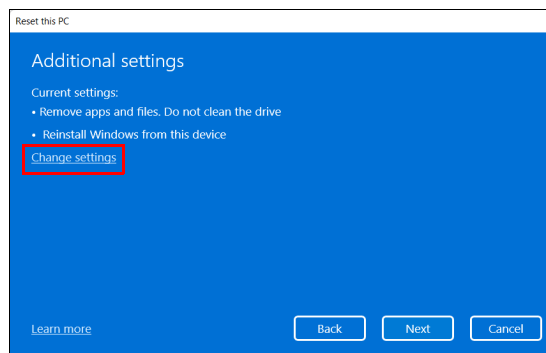 Reset this PC
Additional settings
Current settings:
• Remove apps and files. Do not clean the drive
• Reinstall Windows from this device
Change settings
Learn more
Back
Next
Cancel